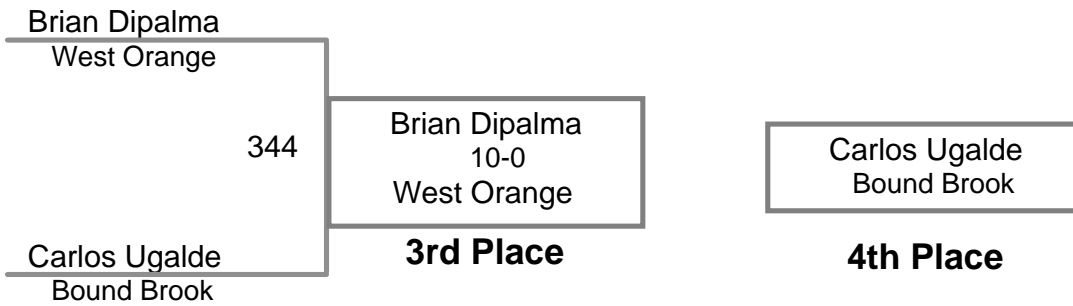 Brian Dipalma
West Orange
344
Brian Dipalma
10-0
West Orange
3rd Place
Carlos Ugalde
Bound Brook
Carlos Ugalde
Bound Brook
4th Place